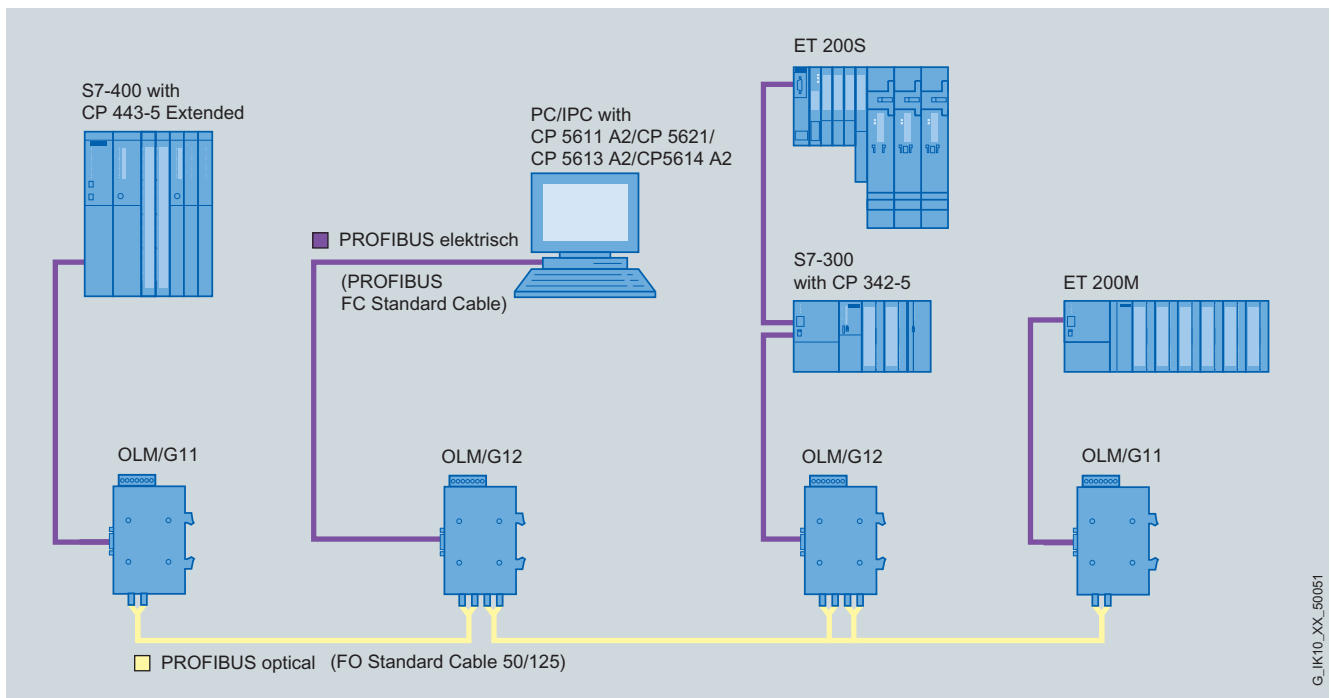 ET 200S
S7-400 with
CP 443-5 Extended
PC/IPC with
CP 5611 A2/CP 5621/
CP 5613 A2/CP5614 A2
PROFIBUS elektrisch
(PROFIBUS
FC Standard Cable)
S7-300
with CP 342-5
ET 200M
OLM/G11
OLM/G12
OLM/G12
OLM/G11
PROFIBUS optical (FO Standard Cable 50/125)
G_IK10_XX_50051